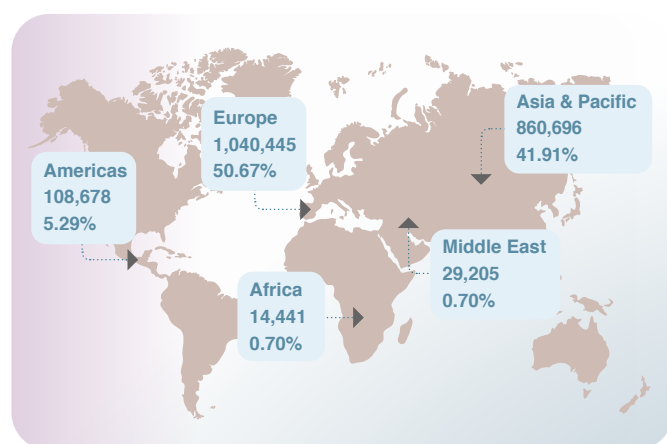 Europe
1,040,445
50.67%
Asia & Pacific
860,696
41.91%
Americas
108,678
5.29%
Middle East
29,205
0.70%
Africa
14,441
0.70%